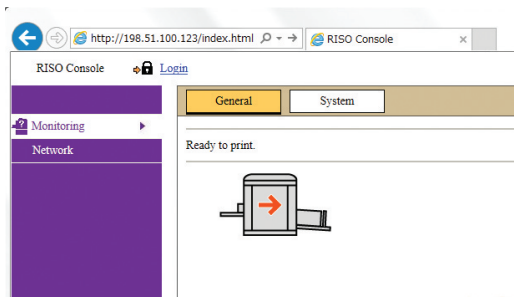 http://198.51.100.123/index.html
RISO Console
RISO Console
Login
General
System
Monitoring
Network
Ready to print.